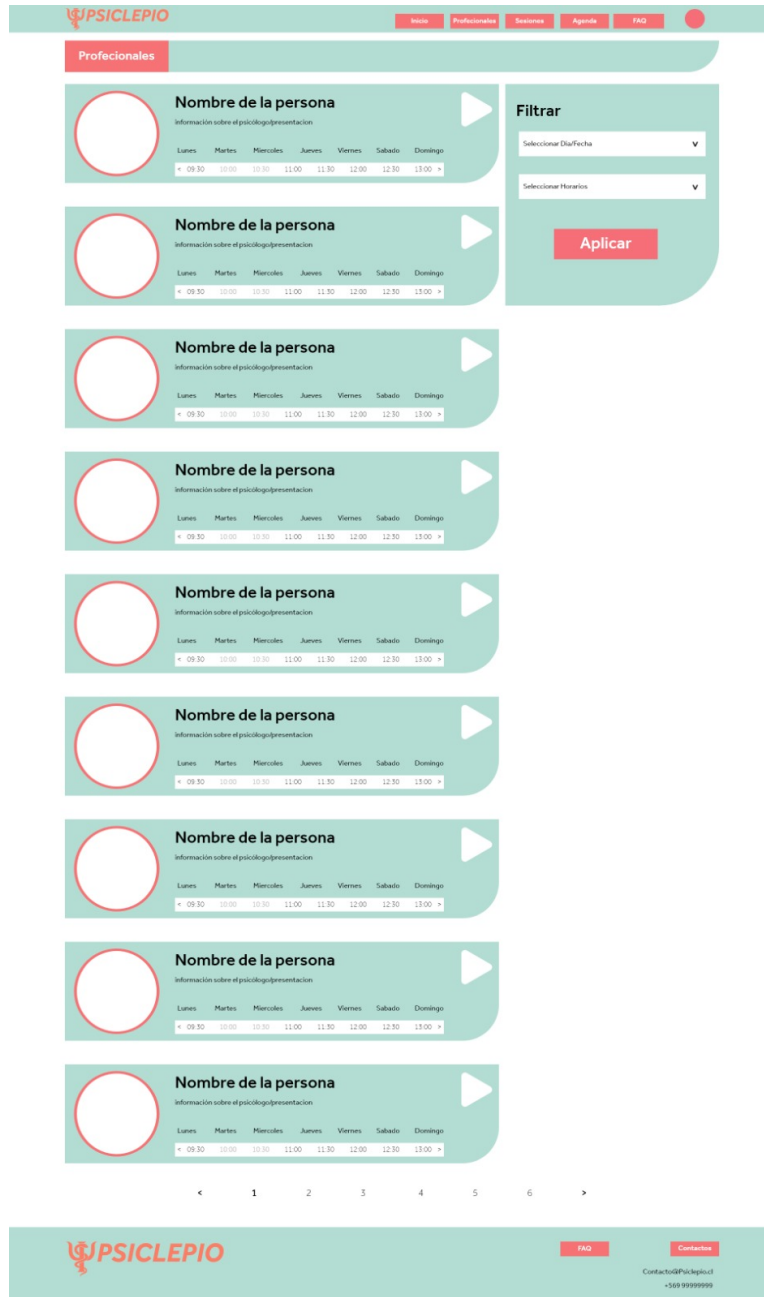 PSICLEPIO
Inicio Profecionales Sesiones Agenda FAQ
Profecionales
Nombre de la persona
información sobre el psicólogo/presentacion
Lunes Martes Miercoles Jueves Viernes Sabado Domingo
< 09:30 10:00 10:30 11:00 11:30 12:00 12:30 13:00 >
Filtrar
Seleccionar Dia/Fecha v
Seleccionar Horarios v
Aplicar
Nombre de la persona
información sobre el psicólogo/presentacion
Lunes Martes Miercoles Jueves Viernes Sabado Domingo
< 09:30 10:00 10:30 11:00 11:30 12:00 12:30 13:00 >
Nombre de la persona
información sobre el psicólogo/presentacion
Lunes Martes Miercoles Jueves Viernes Sabado Domingo
< 09:30 10:00 10:30 11:00 11:30 12:00 12:30 13:00 >
Nombre de la persona
información sobre el psicólogo/presentacion
Lunes Martes Miercoles Jueves Viernes Sabado Domingo
< 09:30 10:00 10:30 11:00 11:30 12:00 12:30 13:00 >
Nombre de la persona
información sobre el psicólogo/presentacion
Lunes Martes Miercoles Jueves Viernes Sabado Domingo
< 09:30 10:00 10:30 11:00 11:30 12:00 12:30 13:00 >
Nombre de la persona
información sobre el psicólogo/presentacion
Lunes Martes Miercoles Jueves Viernes Sabado Domingo
< 09:30 10:00 10:30 11:00 11:30 12:00 12:30 13:00 >
Nombre de la persona
información sobre el psicólogo/presentacion
Lunes Martes Miercoles Jueves Viernes Sabado Domingo
< 09:30 10:00 10:30 11:00 11:30 12:00 12:30 13:00 >
Nombre de la persona
información sobre el psicólogo/presentacion
Lunes Martes Miercoles Jueves Viernes Sabado Domingo
< 09:30 10:00 10:30 11:00 11:30 12:00 12:30 13:00 >
Nombre de la persona
información sobre el psicólogo/presentacion
Lunes Martes Miercoles Jueves Viernes Sabado Domingo
< 09:30 10:00 10:30 11:00 11:30 12:00 12:30 13:00 >
< 1 2 3 4 5 6 >
PSICLEPIO
FAQ Contactos
Contacto@Psiclepio.cl
+569 99999999